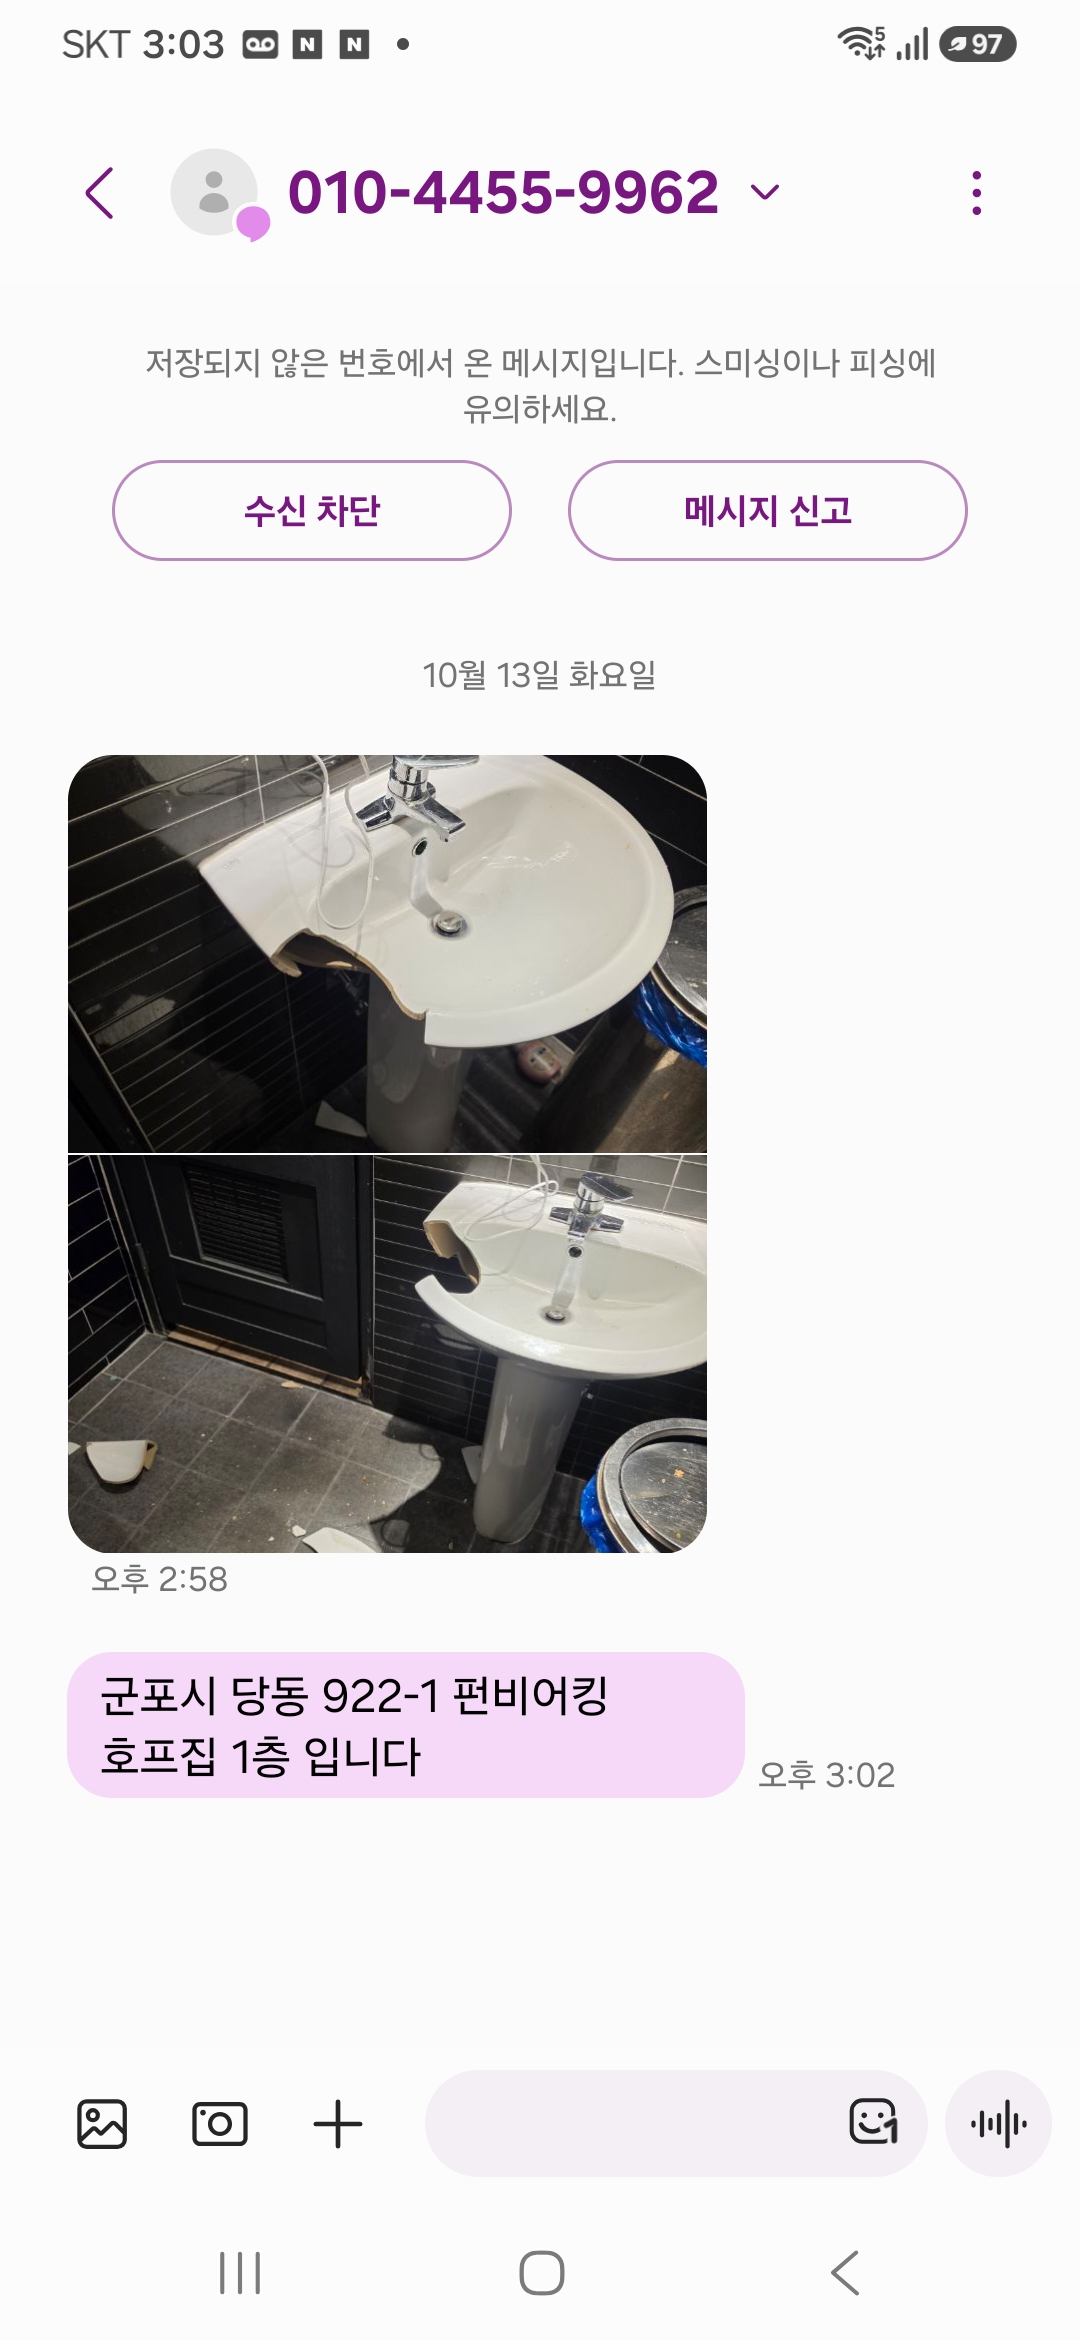 SKT 3:03 N N 5 97
010-4455-9962
저장되지 않은 번호에서 온 메시지입니다. 스미싱이나 피싱에
유의하세요.
수신 차단 메시지 신고
10월 13일 화요일
오후 2:58
군포시 당동 922-1 펀비어킹
호프집 1층 입니다
오후 3:02
1